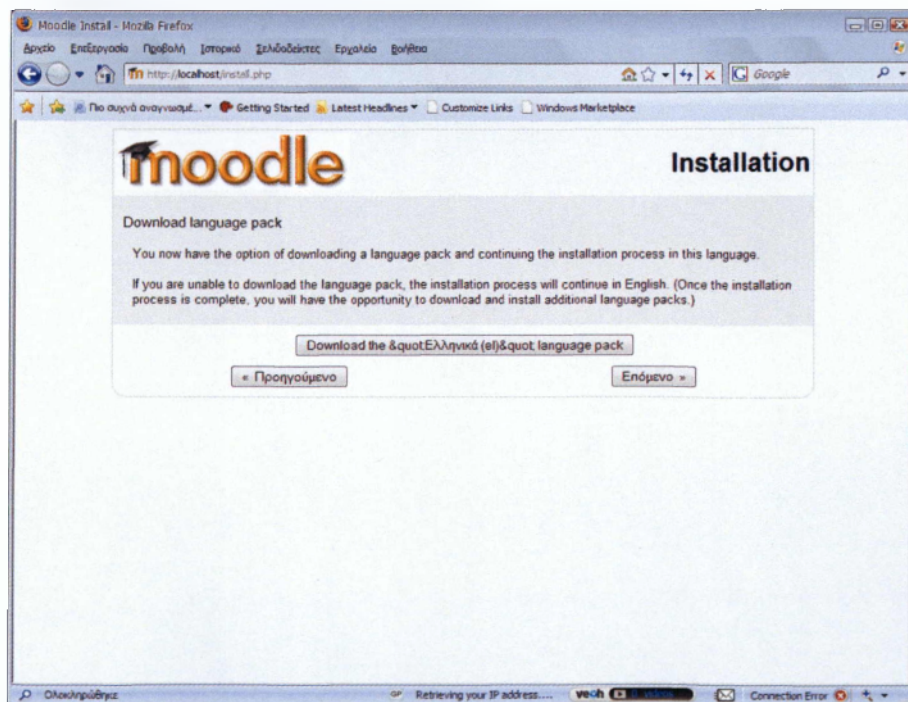 Moodle Install - Mozilla Firefox
Αρχείο Επεξεργασία Προβολή Ιστορικό Σελιδοδείκτες Εργαλεία Βοήθεια
http://localhost/install.php Google
Πιο συχνά αναγνωσμέ... Getting Started Latest Headlines Customize Links Windows Marketplace
moodle Installation
Download language pack
You now have the option of downloading a language pack and continuing the installation process in this language.
If you are unable to download the language pack, the installation process will continue in English. (Once the installation
process is complete, you will have the opportunity to download and install additional language packs.)
Download the &quot;Ελληνικά (el)&quot; language pack
« Προηγούμενο Επόμενο »
Ολοκληρώθηκε GP Retrieving your IP address.... veoh Connection Error